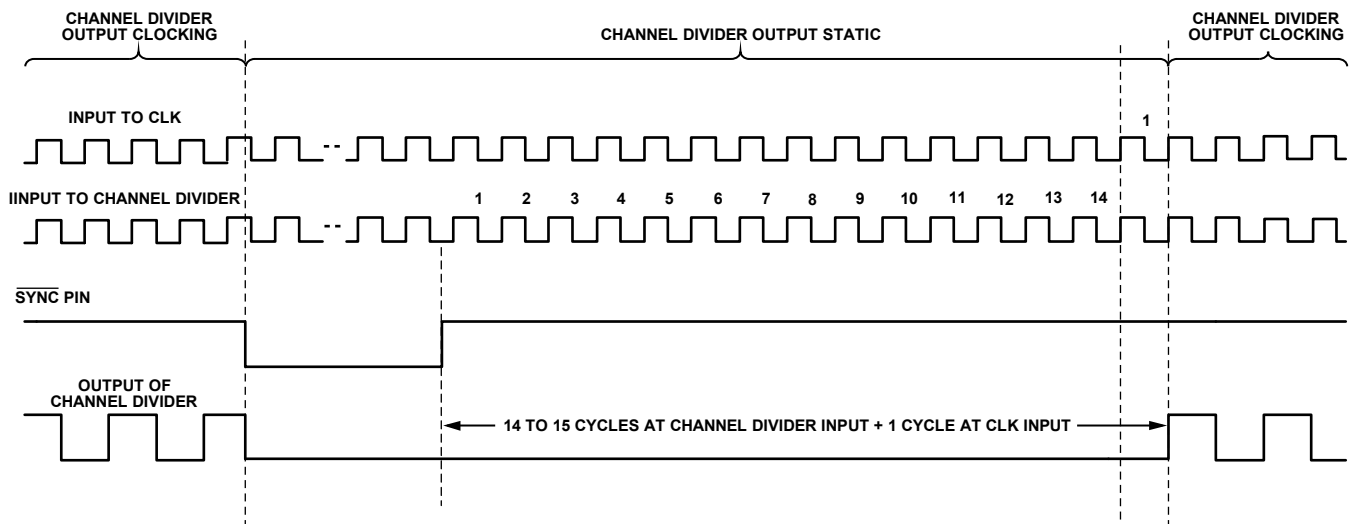 CHANNEL DIVIDER
OUTPUT CLOCKING
CHANNEL DIVIDER OUTPUT STATIC
CHANNEL DIVIDER
OUTPUT CLOCKING
INPUT TO CLK
1
IINPUT TO CHANNEL DIVIDER
1 2 3 4 5 6 7 8 9 10 11 12 13 14
SYNC PIN
OUTPUT OF
CHANNEL DIVIDER
14 TO 15 CYCLES AT CHANNEL DIVIDER INPUT + 1 CYCLE AT CLK INPUT